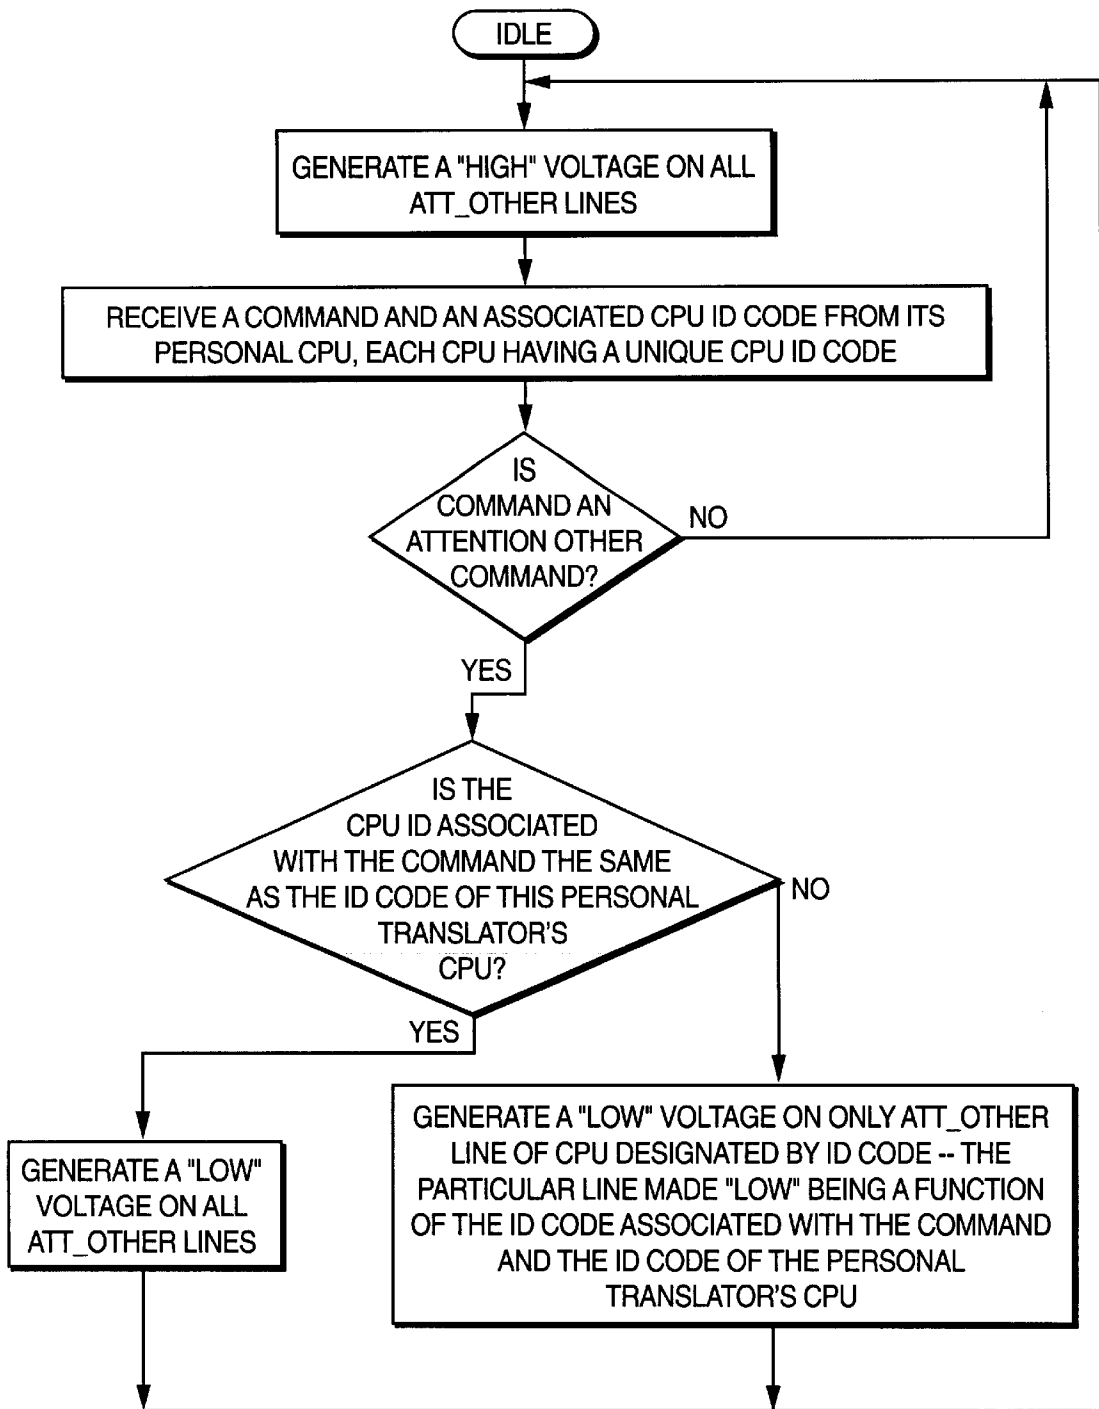 IDLE
GENERATE A "HIGH" VOLTAGE ON ALL
ATT_OTHER LINES
RECEIVE A COMMAND AND AN ASSOCIATED CPU ID CODE FROM ITS
PERSONAL CPU, EACH CPU HAVING A UNIQUE CPU ID CODE
IS
COMMAND AN
ATTENTION OTHER
COMMAND?
NO
YES
IS THE
CPU ID ASSOCIATED
WITH THE COMMAND THE SAME
AS THE ID CODE OF THIS PERSONAL
TRANSLATOR'S
CPU?
NO
YES
GENERATE A "LOW"
VOLTAGE ON ALL
ATT_OTHER LINES
GENERATE A "LOW" VOLTAGE ON ONLY ATT_OTHER
LINE OF CPU DESIGNATED BY ID CODE -- THE
PARTICULAR LINE MADE "LOW" BEING A FUNCTION
OF THE ID CODE ASSOCIATED WITH THE COMMAND
AND THE ID CODE OF THE PERSONAL
TRANSLATOR'S CPU